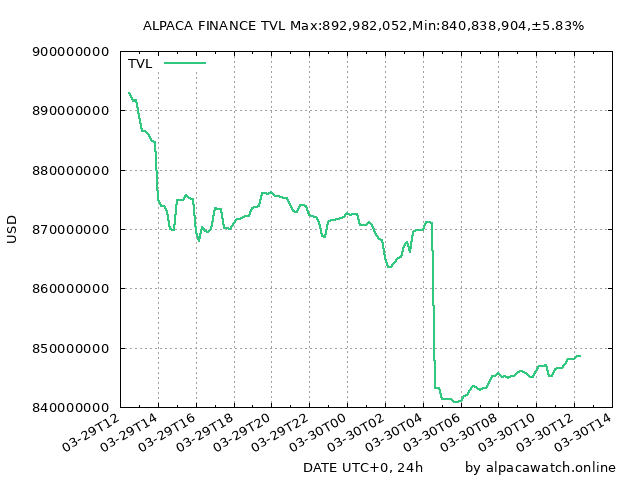 ALPACA FINANCE TVL Max:892,982,052,Min:840,838,904,±5.83%
900000000
TVL
890000000
880000000
870000000
USD
860000000
850000000
840000000
03-29T12
03-29T14
03-29T16
03-29T18
03-29T20
03-29T22
03-30T00
03-30T02
03-30T04
03-30T06
03-30T08
03-30T10
03-30T12
03-30T14
DATE UTC+0, 24h
by alpacawatch.online